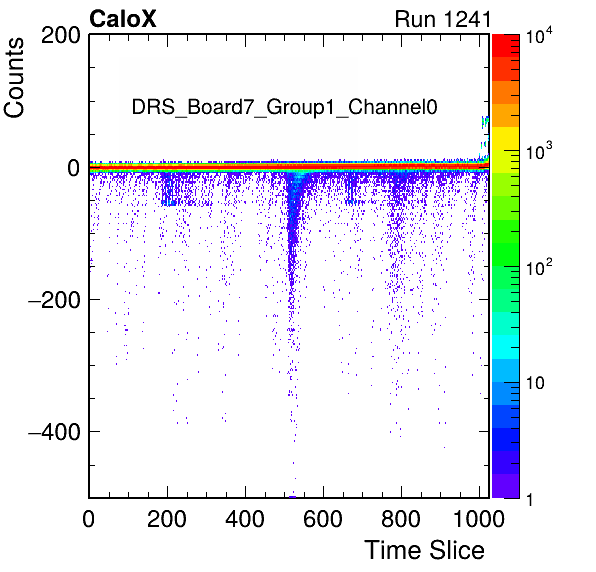 CaloX Run 1241
Counts
DRS_Board7_Group1_Channel0
200
0
−200
−400
0 200 400 600 800 1000
Time Slice
10⁴
10³
10²
10
1